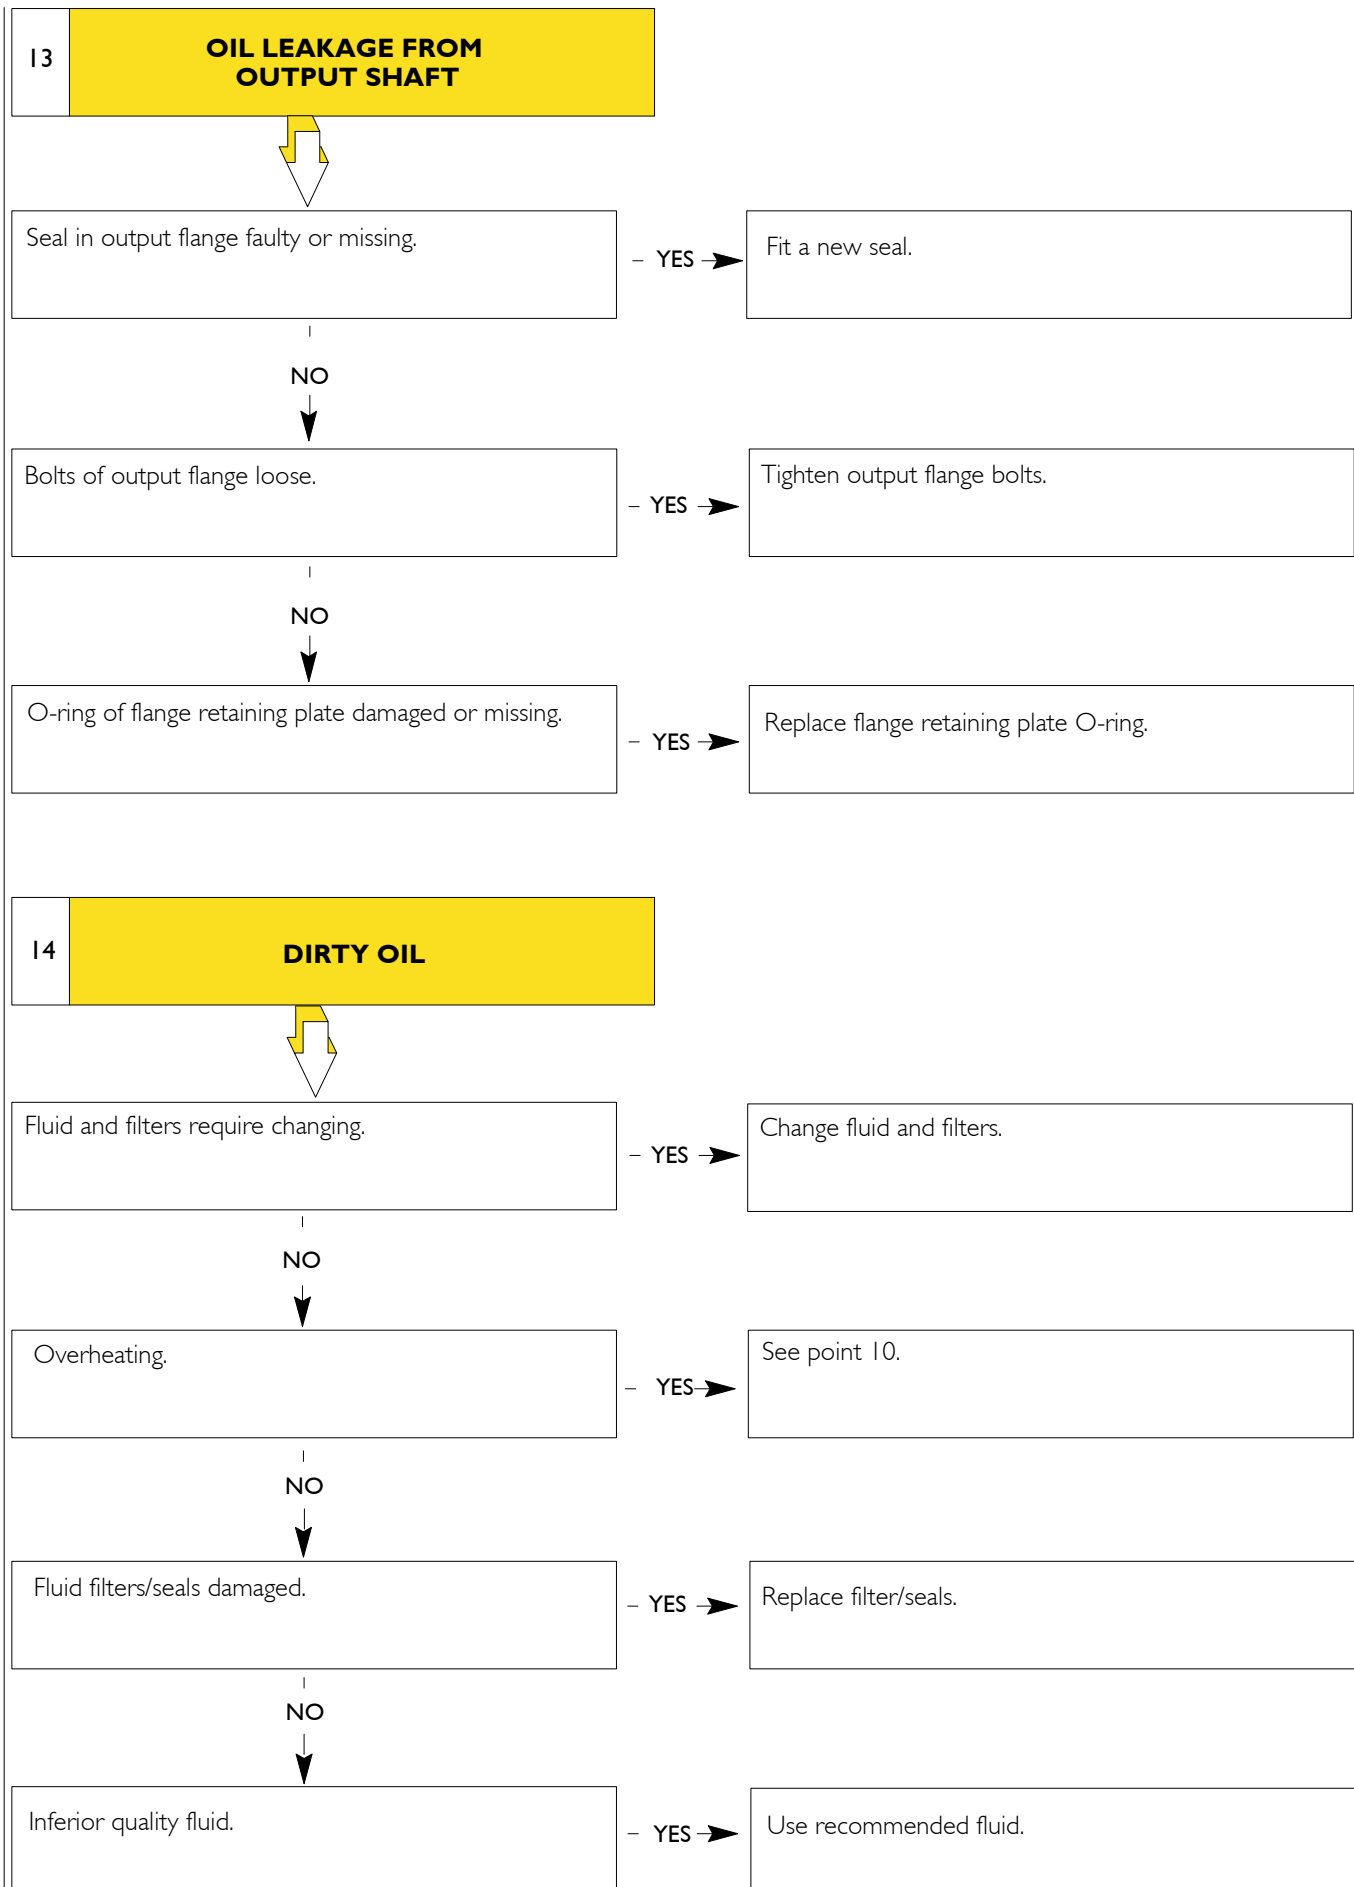 13
OIL LEAKAGE FROM
OUTPUT SHAFT
Seal in output flange faulty or missing.
YES
Fit a new seal.
NO
Bolts of output flange loose.
YES
Tighten output flange bolts.
NO
O-ring of flange retaining plate damaged or missing.
YES
Replace flange retaining plate O-ring.
14
DIRTY OIL
Fluid and filters require changing.
YES
Change fluid and filters.
NO
Overheating.
YES
See point 10.
NO
Fluid filters/seals damaged.
YES
Replace filter/seals.
NO
Inferior quality fluid.
YES
Use recommended fluid.